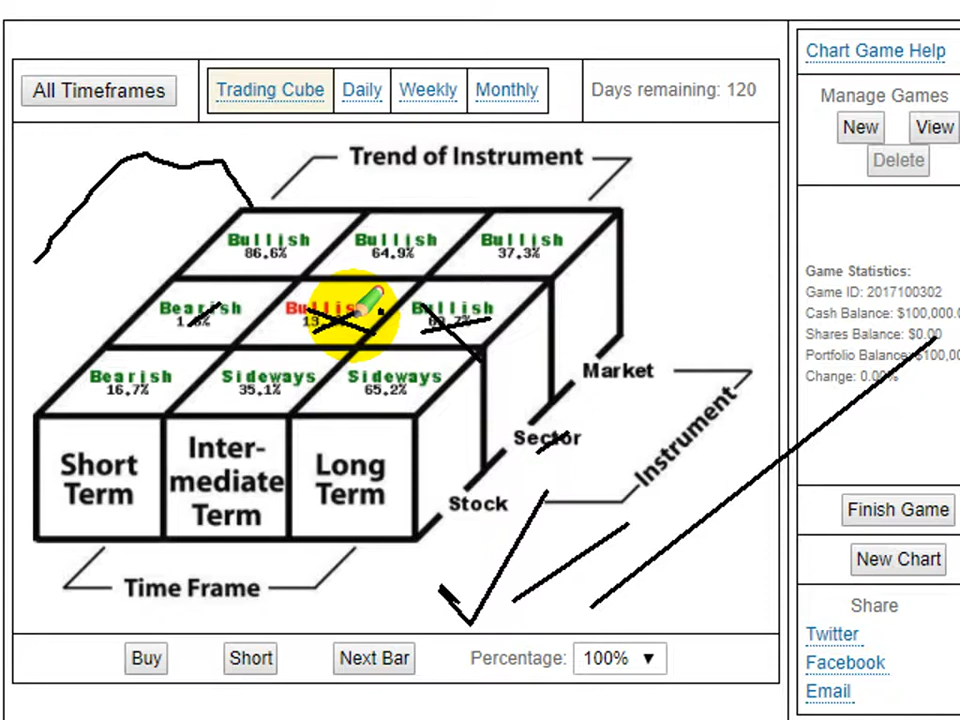 All Timeframes
Trading Cube Daily Weekly Monthly
Days remaining: 120
Trend of Instrument
Bullish Bullish Bullish
86.6% 64.9% 37.3%
Bearish Bullish
Bearish Sideways Sideways
16.7% 35.1% 65.2%
Short Term
Inter-
mediate
Term
Long Term
Market
Sector
Stock
Instrument
Time Frame
Buy Short Next Bar Percentage: 100%
Chart Game Help
Manage Games
New View
Delete
Game Statistics:
Game ID: 2017100302
Cash Balance: $100,000.0
Shares Balance: $0.00
Portfolio Balance:
Change: 0.00%
Finish Game
New Chart
Share
Twitter
Facebook
Email